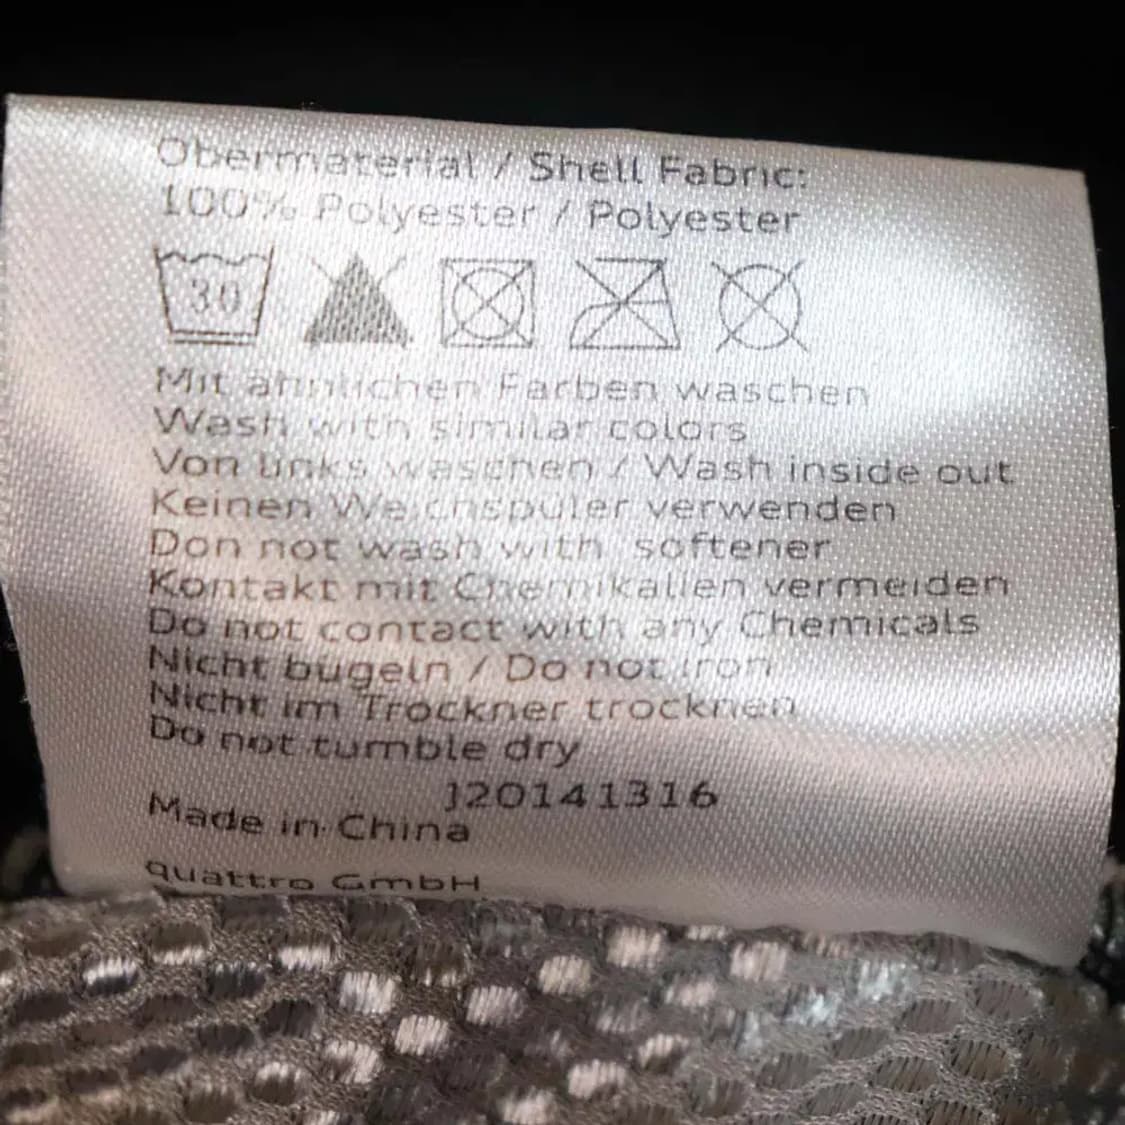 Obermaterial / Shell Fabric:
100% Polyester / Polyester
30
Mit ähnlichen Farben waschen
Wash with similar colors
Von links waschen / Wash inside out
Keinen Weichspüler verwenden
Don not wash with softener
Kontakt mit Chemikalien vermeiden
Do not contact with any Chemicals
Nicht bügeln / Do not iron
Nicht im Trockner trocknen
Do not tumble dry
J20141316
Made in China
quattro GmbH